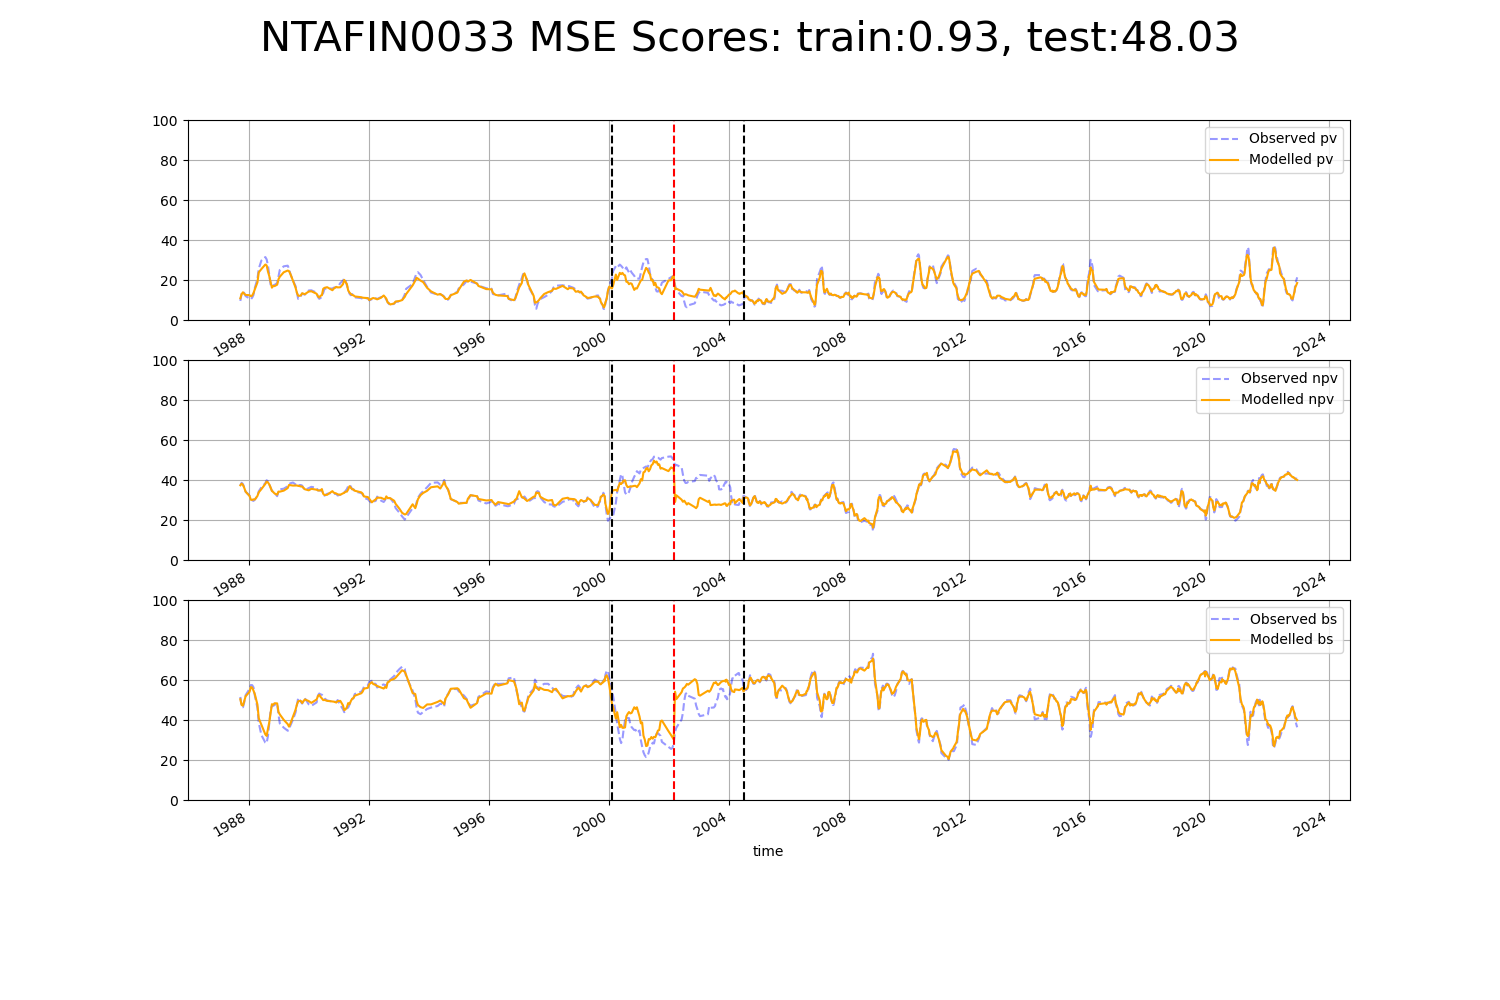 NTAFIN0033 MSE Scores: train:0.93, test:48.03
100
80
60
40
20
0
Observed pv
Modelled pv
1988 1992 1996 2000 2004 2008 2012 2016 2020 2024
100
80
60
40
20
0
Observed npv
Modelled npv
1988 1992 1996 2000 2004 2008 2012 2016 2020 2024
100
80
60
40
20
0
Observed bs
Modelled bs
1988 1992 1996 2000 2004 2008 2012 2016 2020 2024
time